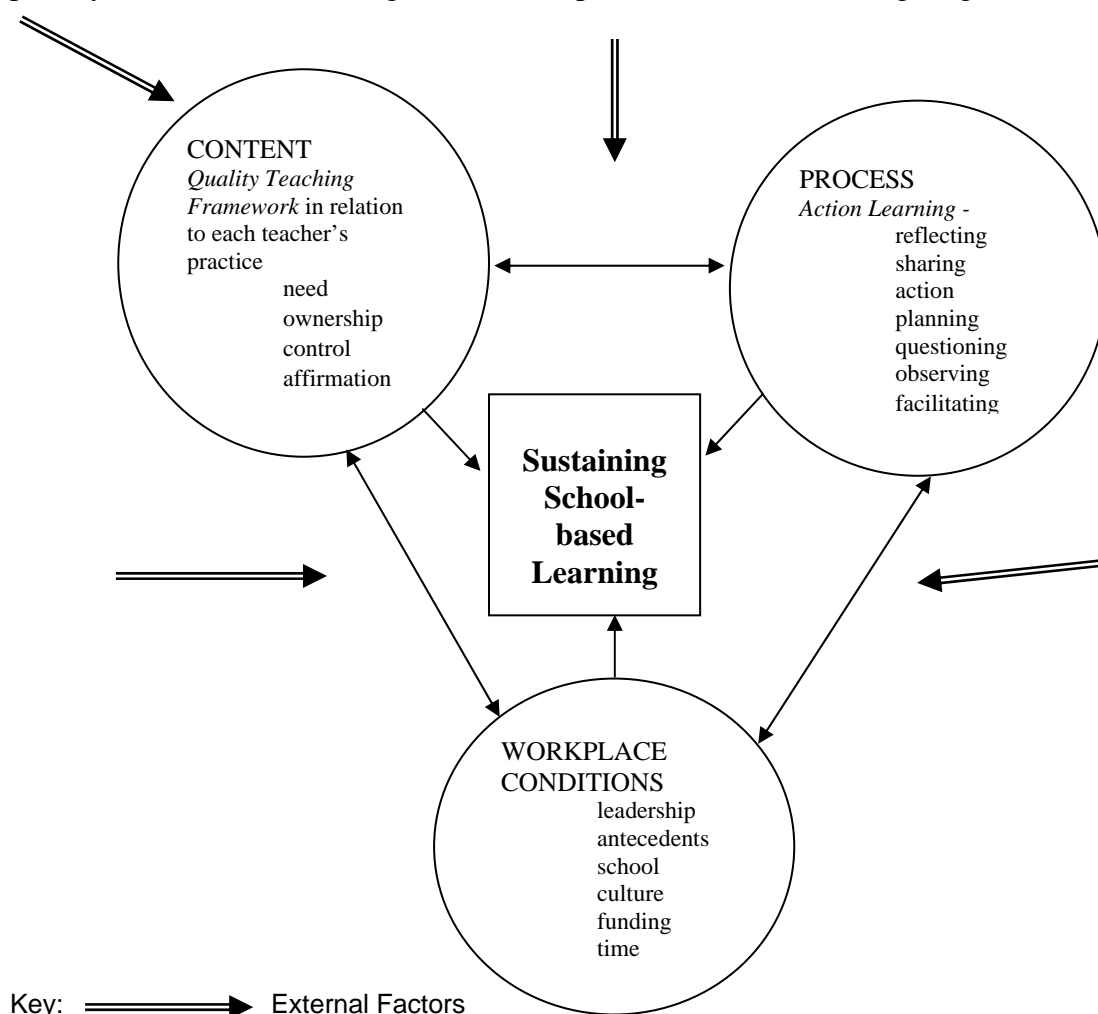 CONTENT
Quality Teaching
Framework in relation
to each teacher's
practice
need
ownership
control
affirmation
PROCESS
Action Learning -
reflecting
sharing
action
planning
questioning
observing
facilitating
Sustaining
School-
based
Learning
WORKPLACE
CONDITIONS
leadership
antecedents
school
culture
funding
time
Key: External Factors